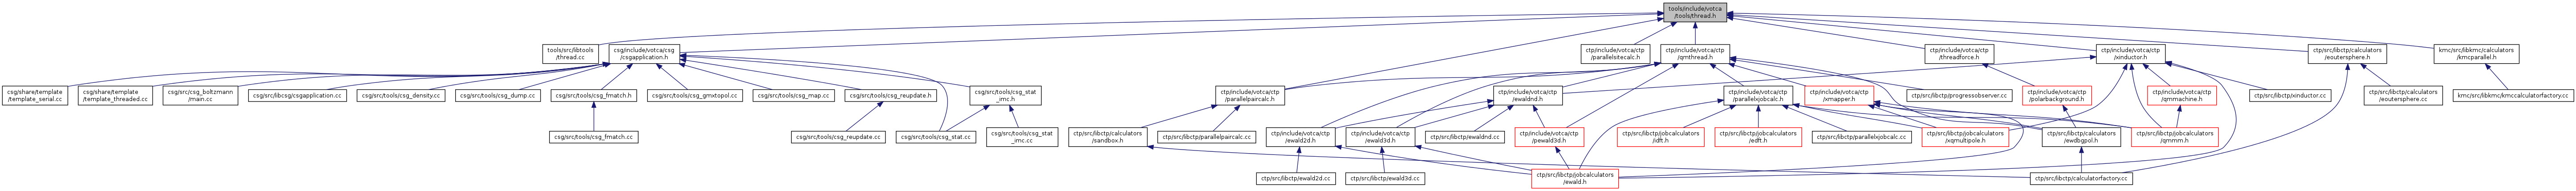 tools/include/votca
/tools/thread.h
tools/src/libtools
/thread.cc
csg/include/votca/csg
/csgapplication.h
ctp/include/votca/ctp
/parallelsitecalc.h
ctp/include/votca/ctp
/qmthread.h
ctp/include/votca/ctp
/threadforce.h
ctp/include/votca/ctp
/xinductor.h
ctp/src/libctp/calculators
/eoutersphere.h
kmc/src/libkmc/calculators
/kmcparallel.h
csg/share/template
/template_serial.cc
csg/share/template
/template_threaded.cc
csg/src/csg_boltzmann
/main.cc
csg/src/libcsg/csgapplication.cc
csg/src/tools/csg_density.cc
csg/src/tools/csg_dump.cc
csg/src/tools/csg_fmatch.h
csg/src/tools/csg_gmxtopol.cc
csg/src/tools/csg_map.cc
csg/src/tools/csg_reupdate.h
csg/src/tools/csg_stat
_imc.h
ctp/include/votca/ctp
/parallelpaircalc.h
ctp/include/votca/ctp
/ewaldnd.h
ctp/include/votca/ctp
/parallelxjobcalc.h
ctp/include/votca/ctp
/xmapper.h
ctp/src/libctp/progressobserver.cc
ctp/include/votca/ctp
/polarbackground.h
ctp/include/votca/ctp
/qmmachine.h
ctp/src/libctp/xinductor.cc
ctp/src/libctp/calculators
/eoutersphere.cc
kmc/src/libkmc/kmccalculatorfactory.cc
csg/src/tools/csg_fmatch.cc
csg/src/tools/csg_reupdate.cc
csg/src/tools/csg_stat.cc
csg/src/tools/csg_stat
_imc.cc
ctp/src/libctp/calculators
/sandbox.h
ctp/src/libctp/parallelpaircalc.cc
ctp/include/votca/ctp
/ewald2d.h
ctp/include/votca/ctp
/ewald3d.h
ctp/src/libctp/ewaldnd.cc
ctp/include/votca/ctp
/pewald3d.h
ctp/src/libctp/jobcalculators
/idft.h
ctp/src/libctp/jobcalculators
/edft.h
ctp/src/libctp/parallelxjobcalc.cc
ctp/src/libctp/jobcalculators
/xqmultipole.h
ctp/src/libctp/calculators
/ewdbgpol.h
ctp/src/libctp/jobcalculators
/qmmm.h
ctp/src/libctp/ewald2d.cc
ctp/src/libctp/ewald3d.cc
ctp/src/libctp/jobcalculators
/ewald.h
ctp/src/libctp/calculatorfactory.cc